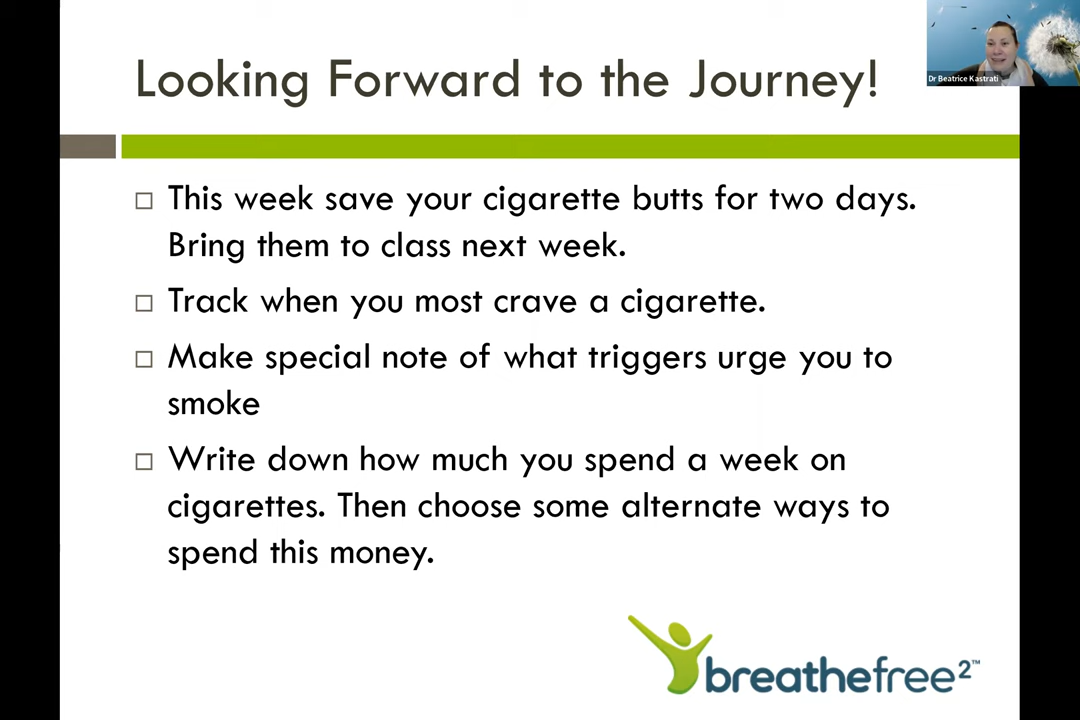 Looking Forward to the Journey!
Dr Beatrice Kastrati
This week save your cigarette butts for two days.
Bring them to class next week.
Track when you most crave a cigarette.
Make special note of what triggers urge you to
smoke
Write down how much you spend a week on
cigarettes. Then choose some alternate ways to
spend this money.
breathefree2™